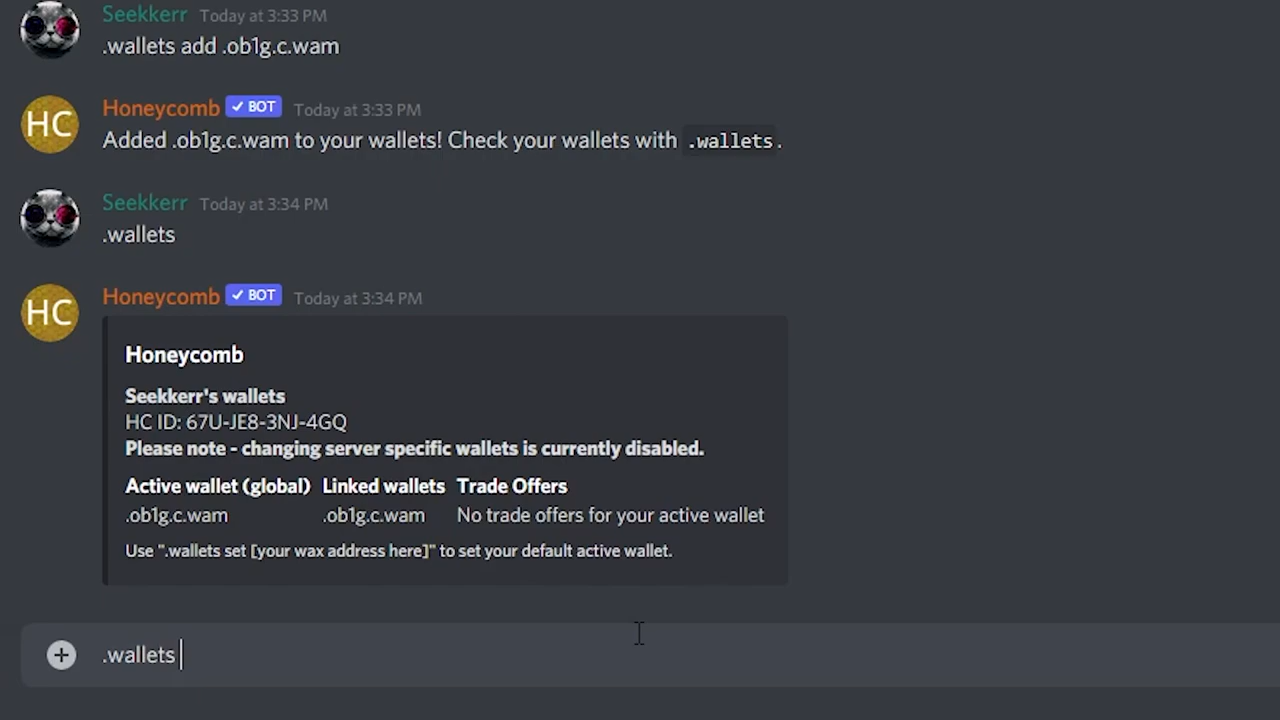 Seekkerr Today at 3:33 PM
.wallets add .ob1g.c.wam
HC Honeycomb ✓ BOT Today at 3:33 PM
Added .ob1g.c.wam to your wallets! Check your wallets with .wallets.
Seekkerr Today at 3:34 PM
.wallets
HC Honeycomb ✓ BOT Today at 3:34 PM
Honeycomb
Seekkerr's wallets
HC ID: 67U-JE8-3NJ-4GQ
Please note - changing server specific wallets is currently disabled.
Active wallet (global) Linked wallets Trade Offers
.ob1g.c.wam .ob1g.c.wam No trade offers for your active wallet
Use ".wallets set [your wax address here]" to set your default active wallet.
.wallets